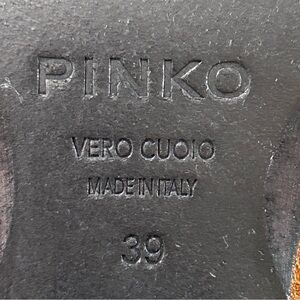 PINKO
VERO CUOIO
MADE IN ITALY
39